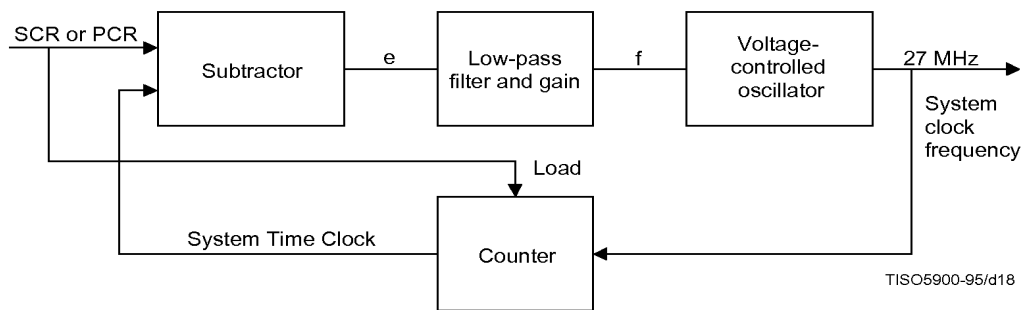 SCR or PCR
Subtractor
e
Low-pass
filter and gain
f
Voltage-
controlled
oscillator
27 MHz
System
clock
frequency
Load
System Time Clock
Counter
TISO5900-95/d18